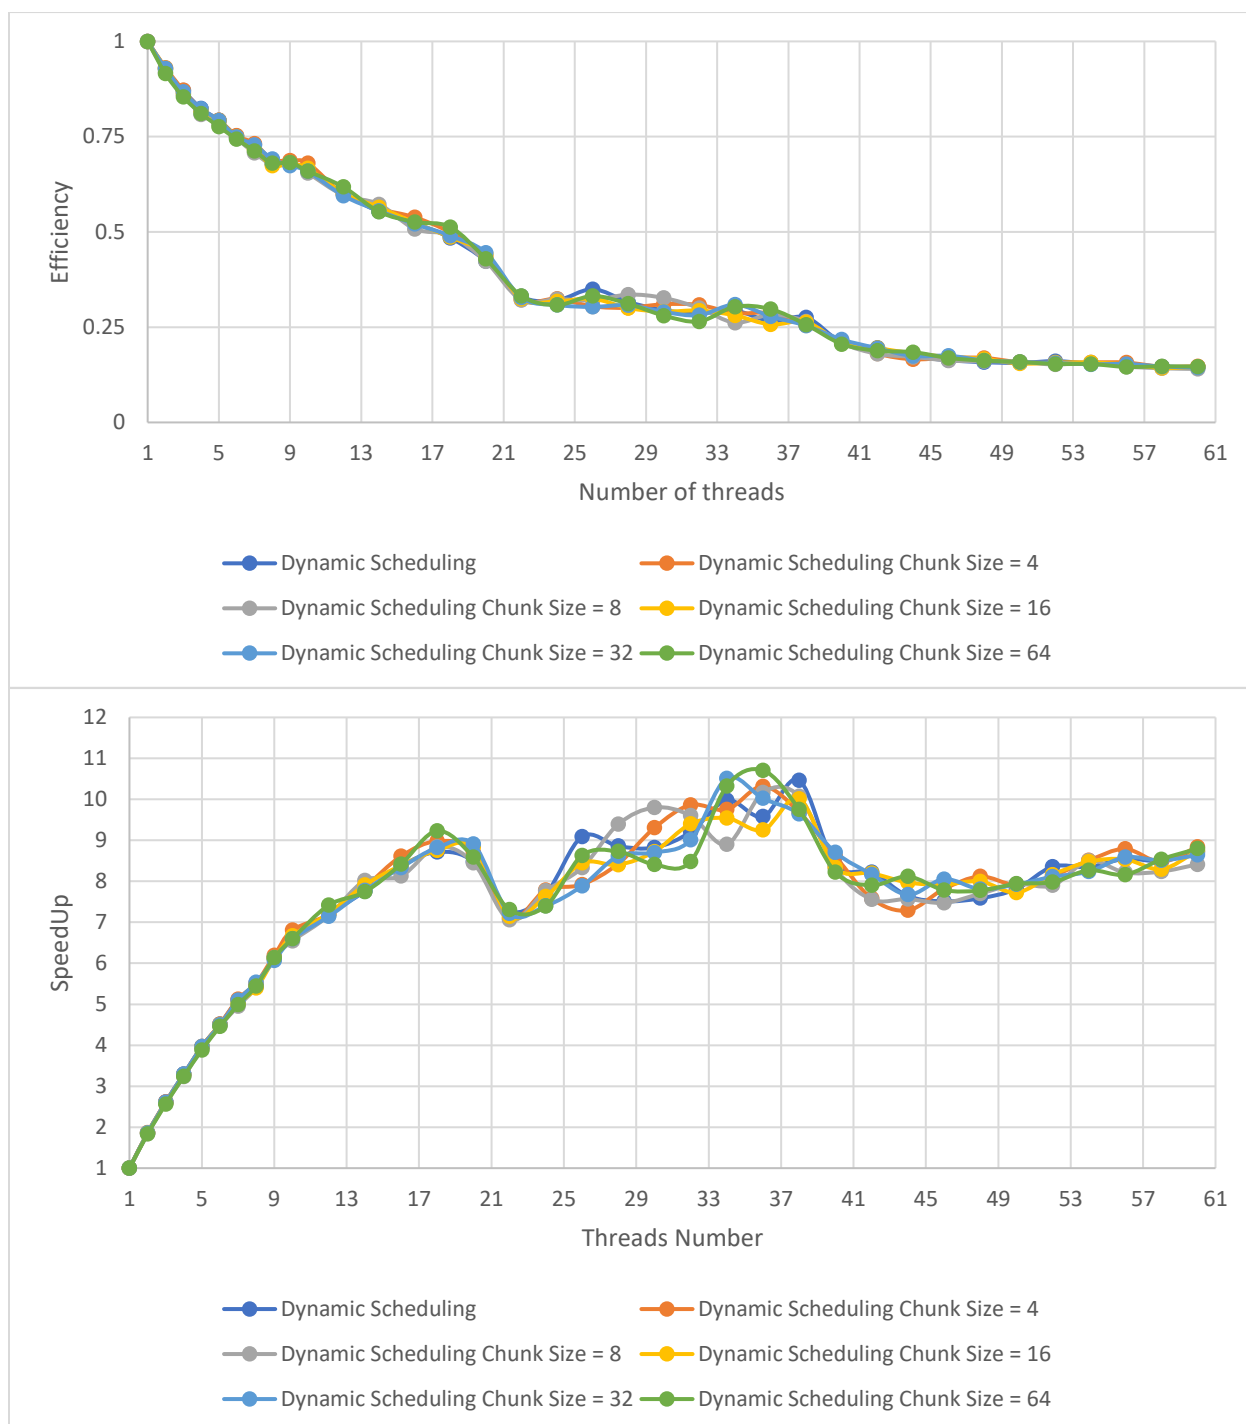 1
0.75
0.5
0.25
0
Efficiency
1 5 9 13 17 21 25 29 33 37 41 45 49 53 57 61
Number of threads
Dynamic Scheduling Dynamic Scheduling Chunk Size = 4
Dynamic Scheduling Chunk Size = 8 Dynamic Scheduling Chunk Size = 16
Dynamic Scheduling Chunk Size = 32 Dynamic Scheduling Chunk Size = 64
12
11
10
9
8
7
6
5
4
3
2
1
SpeedUp
1 5 9 13 17 21 25 29 33 37 41 45 49 53 57 61
Threads Number
Dynamic Scheduling Dynamic Scheduling Chunk Size = 4
Dynamic Scheduling Chunk Size = 8 Dynamic Scheduling Chunk Size = 16
Dynamic Scheduling Chunk Size = 32 Dynamic Scheduling Chunk Size = 64